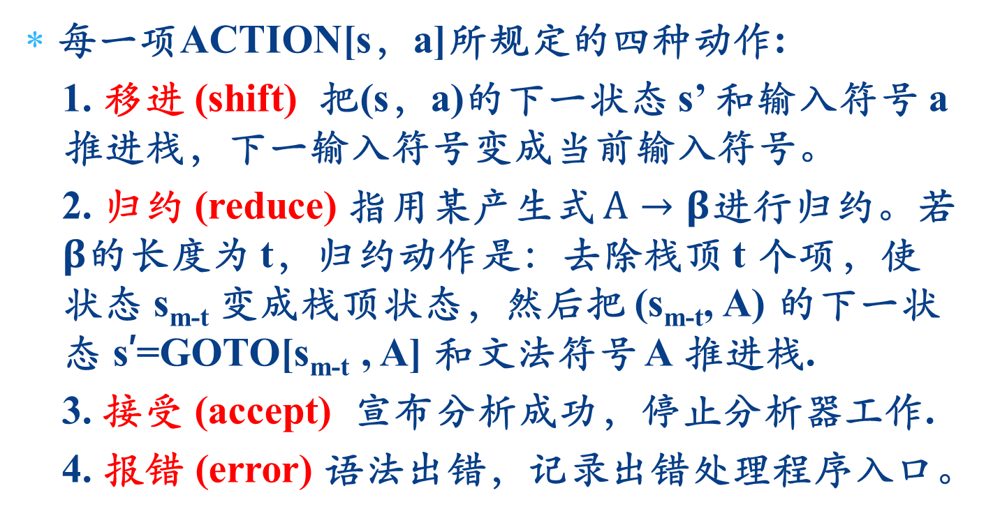 * 每一项ACTION[s，a]所规定的四种动作:
1. 移进 (shift) 把(s，a)的下一状态 s’ 和输入符号 a
推进栈，下一输入符号变成当前输入符号。
2. 归约 (reduce) 指用某产生式 A → β进行归约。若
β的长度为 t，归约动作是：去除栈顶 t 个项，使
状态 sm-t 变成栈顶状态，然后把 (sm-t, A) 的下一状
态 s′=GOTO[sm-t , A] 和文法符号 A 推进栈.
3. 接受 (accept) 宣布分析成功，停止分析器工作.
4. 报错 (error) 语法出错，记录出错处理程序入口。